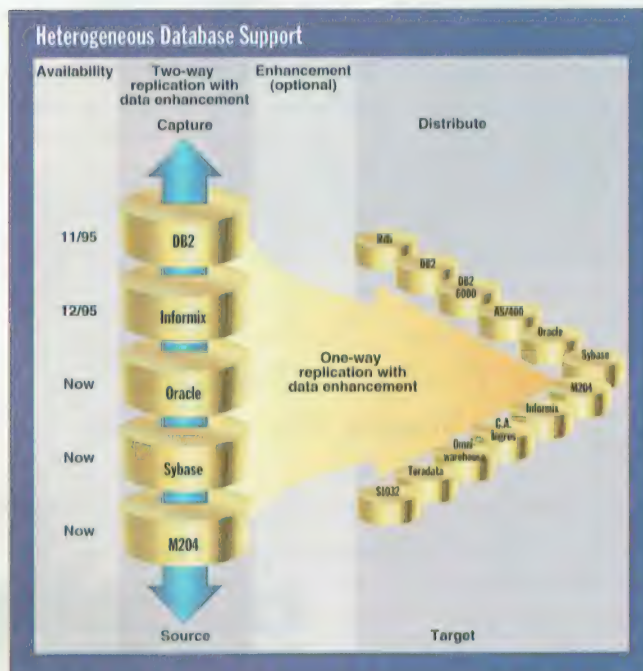 Heterogeneous Database Support
Availability
Two-way
replication with
data enhancement
Enhancement
(optional)
Capture
Distribute
11/95
DB2
12/95
Informix
Now
Oracle
Now
Sybase
Now
M204
One-way
replication with
data enhancement
Rdb
DB2
DB2
6000
AS/400
Oracle
Sybase
M204
Informix
C.A.
Ingres
Omni-
warehouse
Teradata
Source
Target